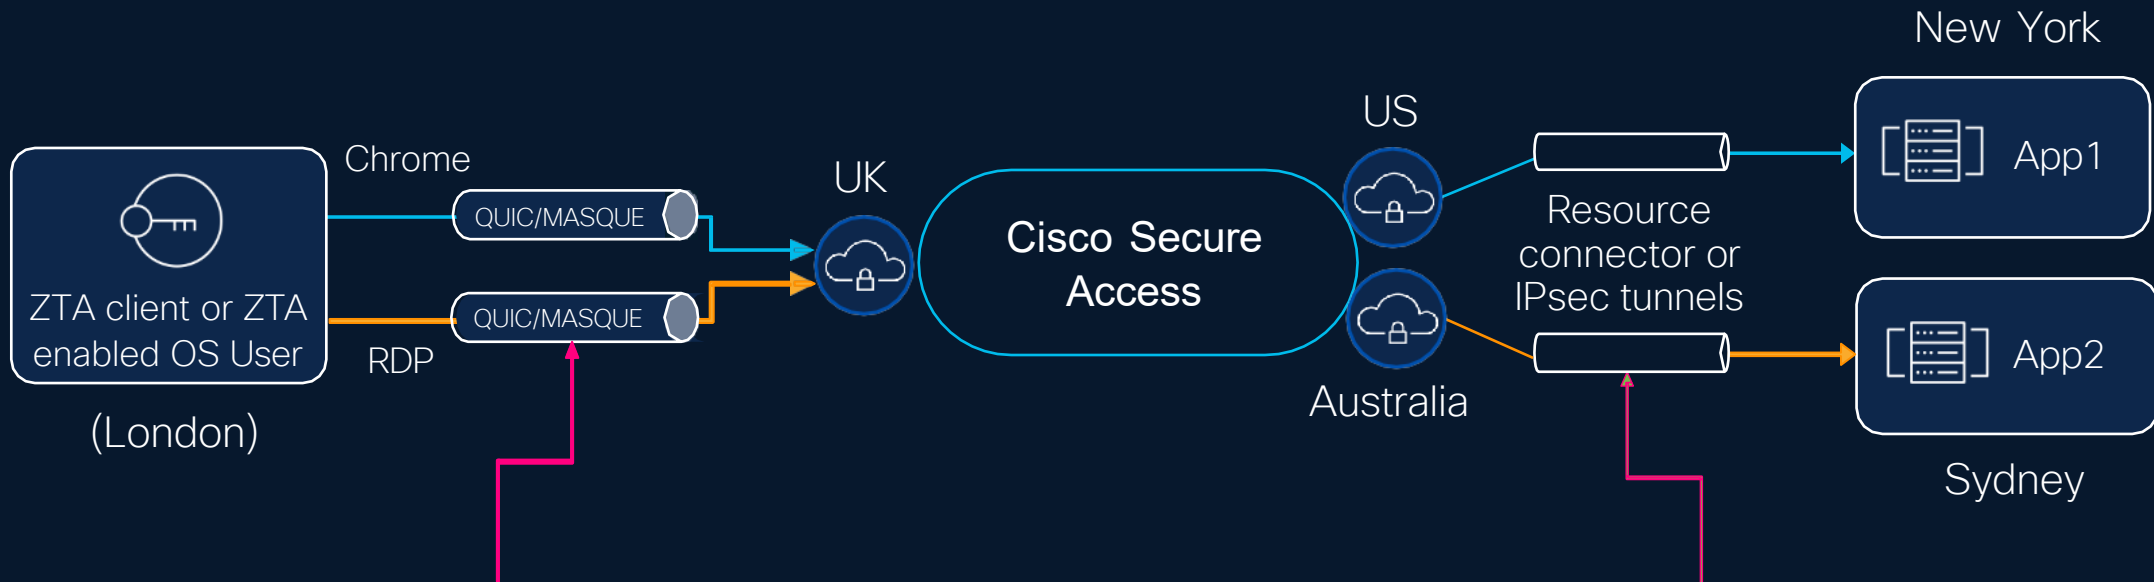 New York
US
Chrome
App1
UK
QUIC/MASQUE
Resource
connector or
IPsec tunnels
Cisco Secure
Access
ZTA client or ZTA
enabled OS User
QUIC/MASQUE
RDP
App2
Australia
(London)
Sydney